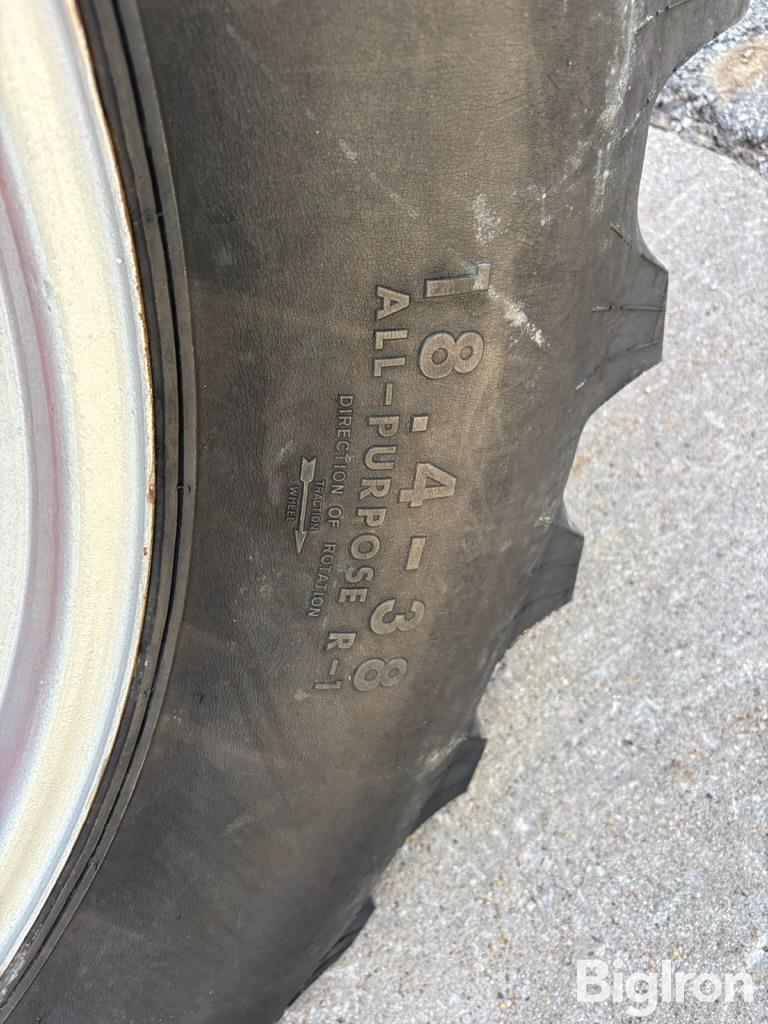 18.4-38
ALL-PURPOSE R-1
DIRECTION OF ROTATION
TRACTION
WHEEL
BigIron